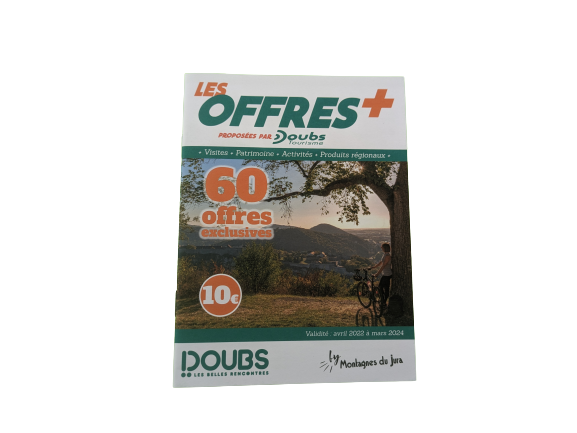 LES
OFFRES+
PROPOSÉES PAR Doubs
Tourisme
• Visites • Patrimoine • Activités • Produits régionaux •
60
offres
exclusives
10€
Validité : avril 2022 à mars 2024
DOUBS
LES BELLES RENCONTRES
by Montagnes du Jura